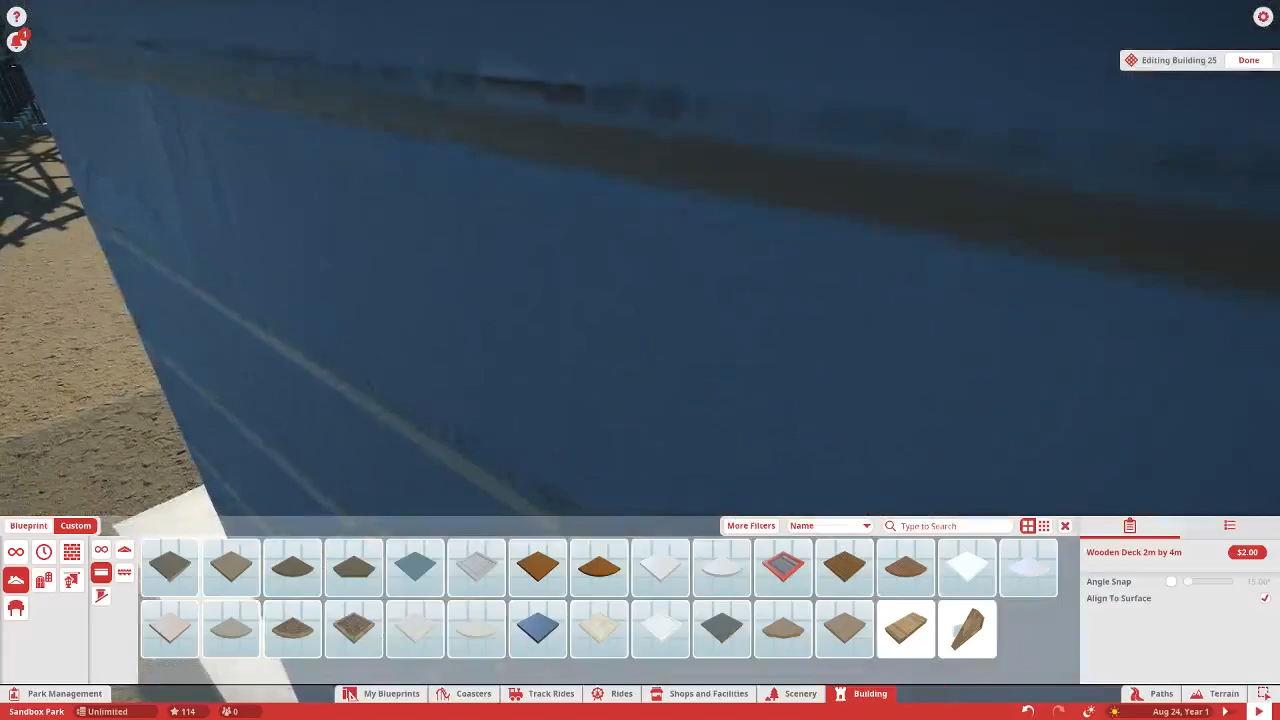 ?
1
Editing Building 25 Done
Blueprint Custom More Filters Name Type to Search
Wooden Deck 2m by 4m $2.00
Angle Snap 15.00°
Align To Surface
Park Management My Blueprints Coasters Track Rides Rides Shops and Facilities Scenery Building Paths Terrain
Sandbox Park Unlimited 114 0 Aug 24, Year 1